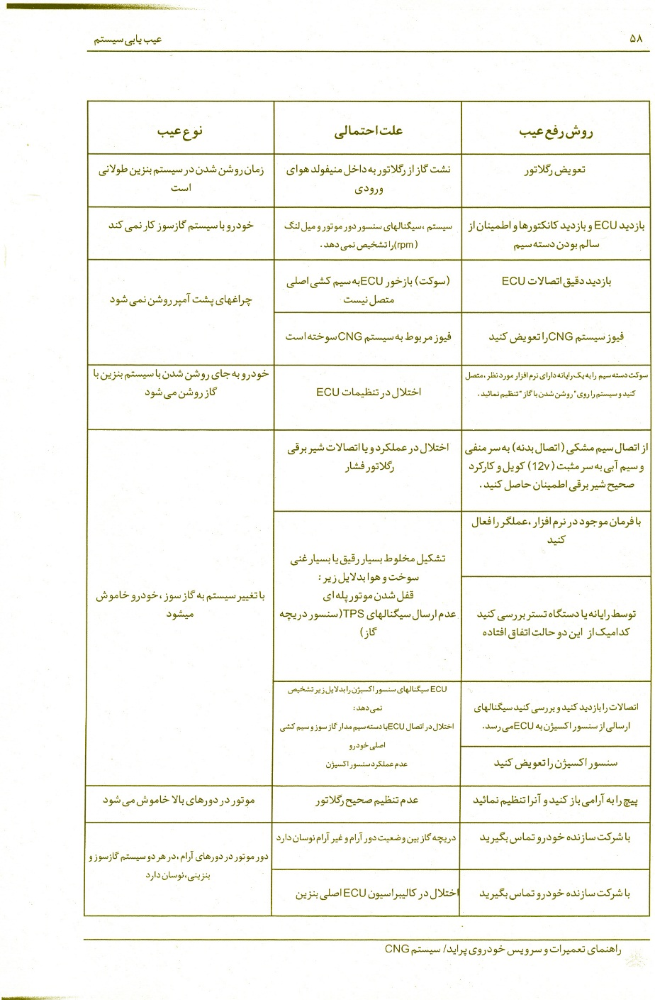 ۵۸
عیب یابی سیستم
روش رفع عیب
علت احتمالی
نوع عیب
تعویض رگلاتور
نشت گاز از رگلاتور به داخل منیفولد هوای
ورودی
زمان روشن شدن در سیستم بنزین طولانی
است
بازدید ECU و بازدید کانکتورها و اطمینان از
سالم بودن دسته سیم
سیستم ، سیگنالهای سنسور دور موتور و میل لنگ
(rpm) را تشخیص نمی دهد .
خودرو با سیستم گازسوز کار نمی کند
بازدید دقیق اتصالات ECU
(سوکت) بازخور ECU به سیم کشی اصلی
متصل نیست
چراغهای پشت آمپر روشن نمی شود
فیوز سیستم CNG را تعویض کنید
فیوز مربوط به سیستم CNG سوخته است
سوکت دسته سیم را به یک رایانه دارای نرم افزار مورد نظر ، متصل
کنید و سیستم را روی "روشن شدن با گاز" تنظیم نمائید .
اختلال در تنظیمات ECU
خودرو به جای روشن شدن با سیستم بنزین با
گاز روشن می شود
از اتصال سیم مشکی (اتصال بدنه) به سر منفی
و سیم آبی به سر مثبت (12v) کویل و کارکرد
صحیح شیر برقی اطمینان حاصل کنید .
اختلال در عملکرد و یا اتصالات شیر برقی
رگلاتور فشار
با تغییر سیستم به گاز سوز ، خودرو خاموش
میشود
با فرمان موجود در نرم افزار ، عملگر را فعال
کنید
تشکیل مخلوط بسیار رقیق یا بسیار غنی
سوخت و هوا بدلایل زیر :
قفل شدن موتور پله ای
عدم ارسال سیگنالهای TPS (سنسور دریچه
گاز)
توسط رایانه یا دستگاه تستر بررسی کنید
کدامیک از این دو حالت اتفاق افتاده
ECU سیگنالهای سنسور اکسیژن را بدلایل زیر تشخیص
نمی دهد :
اختلال در اتصال ECU با دسته سیم مدار گاز سوز و سیم کشی
اصلی خودرو
عدم عملکرد سنسور اکسیژن
اتصالات را بازدید کنید و بررسی کنید سیگنالهای
ارسالی از سنسور اکسیژن به ECU می رسد.
سنسور اکسیژن را تعویض کنید
پیچ را به آرامی باز کنید و آنرا تنظیم نمائید
عدم تنظیم صحیح رگلاتور
موتور در دورهای بالا خاموش می شود
با شرکت سازنده خودرو تماس بگیرید
دریچه گاز بین وضعیت دور آرام و غیر آرام نوسان دارد
دور موتور در دورهای آرام ، در هر دو سیستم گازسوز و
بنزینی، نوسان دارد
با شرکت سازنده خودرو تماس بگیرید
اختلال در کالیبراسیون ECU اصلی بنزین
راهنمای تعمیرات و سرویس خودروی پراید/ سیستم CNG